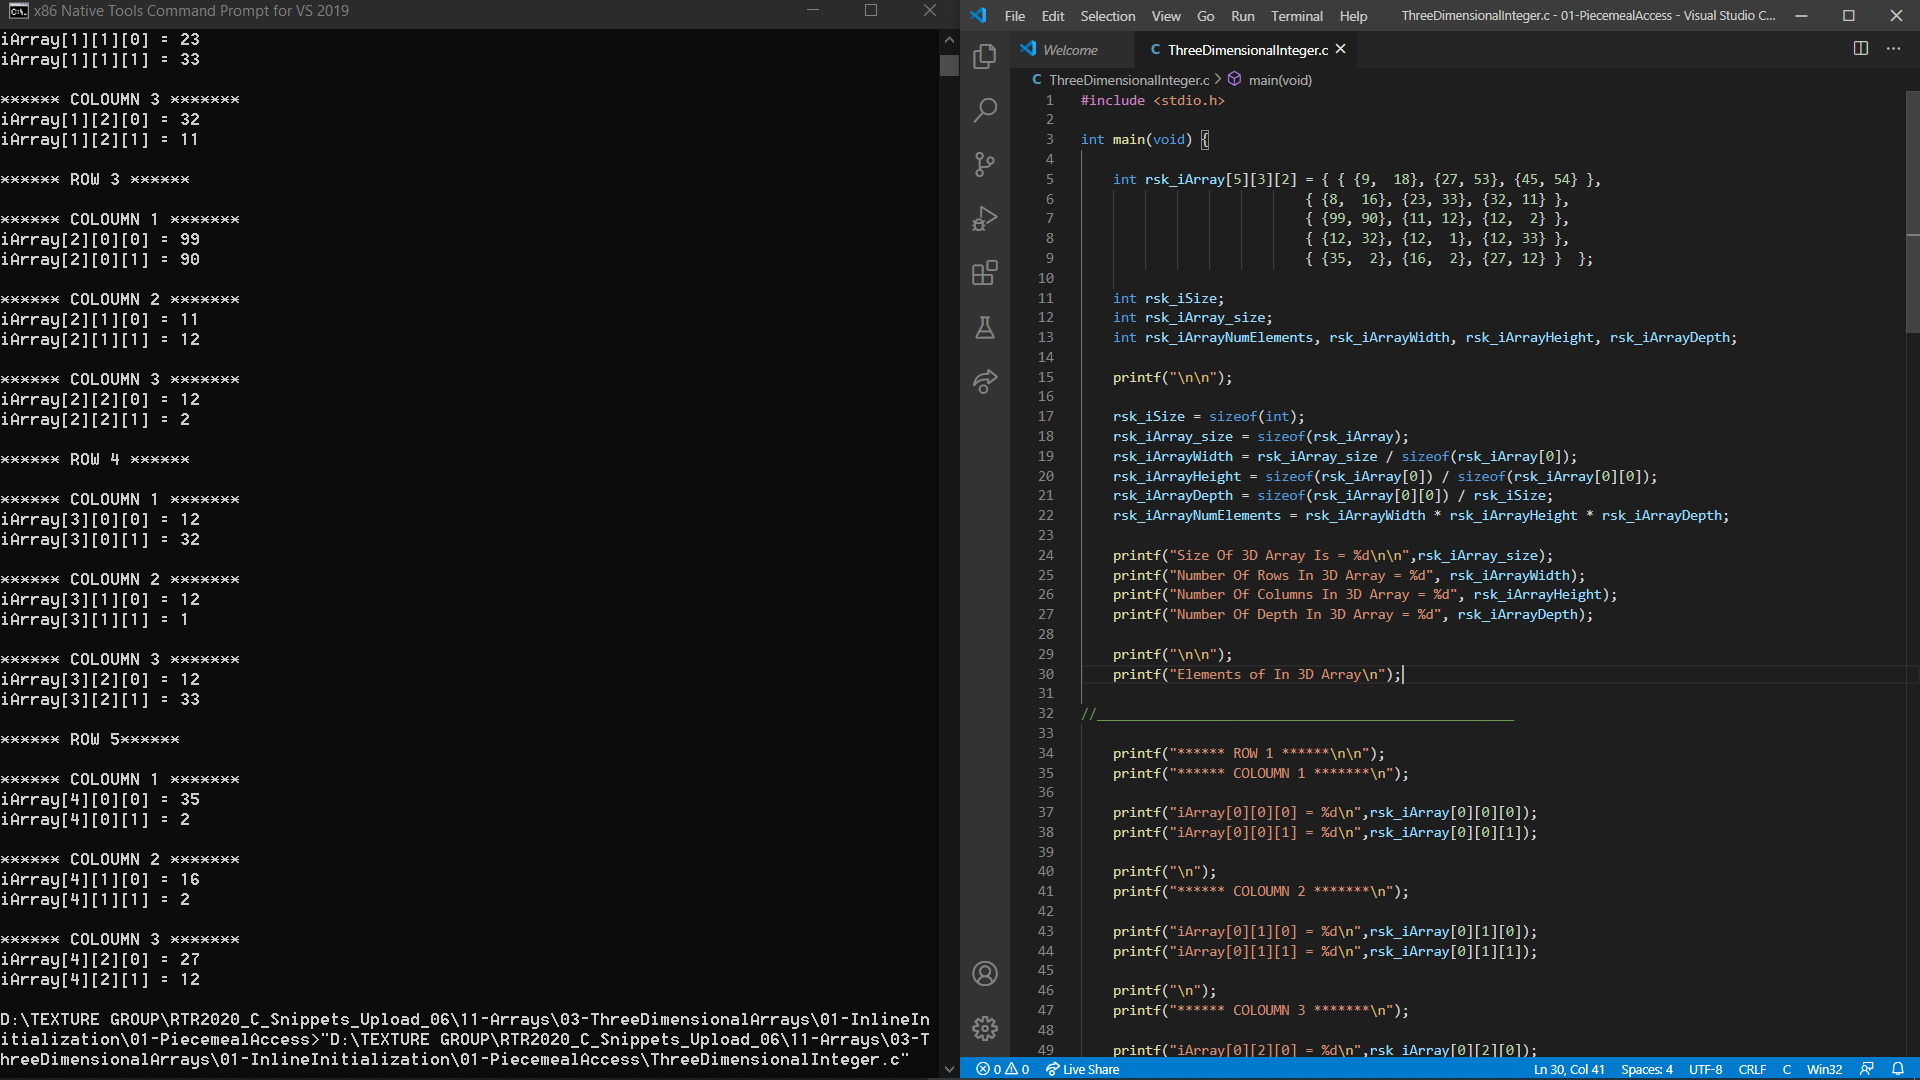 x86 Native Tools Command Prompt for VS 2019
iArray[1][1][0] = 23
iArray[1][1][1] = 33
****** COLOUMN 3 *******
iArray[1][2][0] = 32
iArray[1][2][1] = 11
****** ROW 3 ******
****** COLOUMN 1 *******
iArray[2][0][0] = 99
iArray[2][0][1] = 90
****** COLOUMN 2 *******
iArray[2][1][0] = 11
iArray[2][1][1] = 12
****** COLOUMN 3 *******
iArray[2][2][0] = 12
iArray[2][2][1] = 2
****** ROW 4 ******
****** COLOUMN 1 *******
iArray[3][0][0] = 12
iArray[3][0][1] = 32
****** COLOUMN 2 *******
iArray[3][1][0] = 12
iArray[3][1][1] = 1
****** COLOUMN 3 *******
iArray[3][2][0] = 12
iArray[3][2][1] = 33
****** ROW 5******
****** COLOUMN 1 *******
iArray[4][0][0] = 35
iArray[4][0][1] = 2
****** COLOUMN 2 *******
iArray[4][1][0] = 16
iArray[4][1][1] = 2
****** COLOUMN 3 *******
iArray[4][2][0] = 27
iArray[4][2][1] = 12
D:\TEXTURE GROUP\RTR2020_C_Snippets_Upload_06\11-Arrays\03-ThreeDimensionalArrays\01-InlineIn
itialization\01-PiecemealAccess>"D:\TEXTURE GROUP\RTR2020_C_Snippets_Upload_06\11-Arrays\03-T
hreeDimensionalArrays\01-InlineInitialization\01-PiecemealAccess\ThreeDimensionalInteger.c"
File Edit Selection View Go Run Terminal Help ThreeDimensionalInteger.c - 01-PiecemealAccess - Visual Studio C...
Welcome C ThreeDimensionalInteger.c
C ThreeDimensionalInteger.c > main(void)
1 #include <stdio.h>
2
3 int main(void) {
4
5 int rsk_iArray[5][3][2] = { { {9, 18}, {27, 53}, {45, 54} },
6 { {8, 16}, {23, 33}, {32, 11} },
7 { {99, 90}, {11, 12}, {12, 2} },
8 { {12, 32}, {12, 1}, {12, 33} },
9 { {35, 2}, {16, 2}, {27, 12} } };
10
11 int rsk_iSize;
12 int rsk_iArray_size;
13 int rsk_iArrayNumElements, rsk_iArrayWidth, rsk_iArrayHeight, rsk_iArrayDepth;
14
15 printf("\n\n");
16
17 rsk_iSize = sizeof(int);
18 rsk_iArray_size = sizeof(rsk_iArray);
19 rsk_iArrayWidth = rsk_iArray_size / sizeof(rsk_iArray[0]);
20 rsk_iArrayHeight = sizeof(rsk_iArray[0]) / sizeof(rsk_iArray[0][0]);
21 rsk_iArrayDepth = sizeof(rsk_iArray[0][0]) / rsk_iSize;
22 rsk_iArrayNumElements = rsk_iArrayWidth * rsk_iArrayHeight * rsk_iArrayDepth;
23
24 printf("Size Of 3D Array Is = %d\n\n",rsk_iArray_size);
25 printf("Number Of Rows In 3D Array = %d", rsk_iArrayWidth);
26 printf("Number Of Columns In 3D Array = %d", rsk_iArrayHeight);
27 printf("Number Of Depth In 3D Array = %d", rsk_iArrayDepth);
28
29 printf("\n\n");
30 printf("Elements of In 3D Array\n");
31
32 //____________________________________________________
33
34 printf("****** ROW 1 ******\n\n");
35 printf("****** COLOUMN 1 *******\n");
36
37 printf("iArray[0][0][0] = %d\n",rsk_iArray[0][0][0]);
38 printf("iArray[0][0][1] = %d\n",rsk_iArray[0][0][1]);
39
40 printf("\n");
41 printf("****** COLOUMN 2 *******\n");
42
43 printf("iArray[0][1][0] = %d\n",rsk_iArray[0][1][0]);
44 printf("iArray[0][1][1] = %d\n",rsk_iArray[0][1][1]);
45
46 printf("\n");
47 printf("****** COLOUMN 3 *******\n");
48
49 printf("iArray[0][2][0] = %d\n",rsk_iArray[0][2][0]);
0 0 Live Share Ln 30, Col 41 Spaces: 4 UTF-8 CRLF C Win32